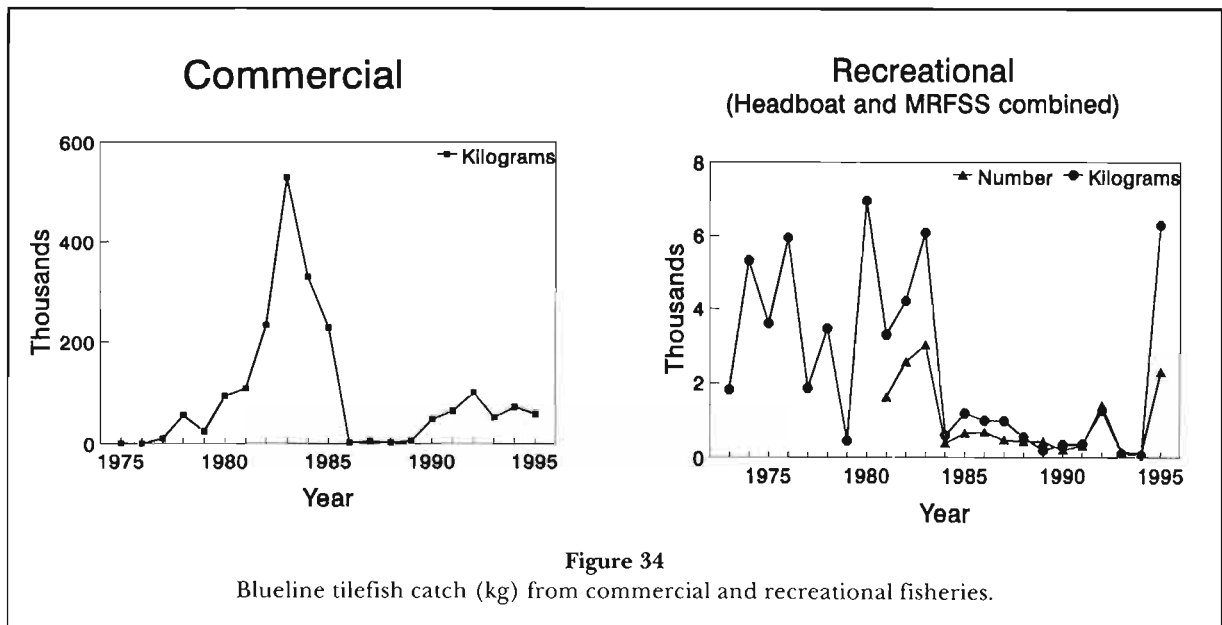 Commercial
600
400
200
0
Thousands
Kilograms
1975 1980 1985 1990 1995
Year
Recreational
(Headboat and MRFSS combined)
8
6
4
2
0
Thousands
Number Kilograms
1975 1980 1985 1990 1995
Year
Figure 34
Blueline tilefish catch (kg) from commercial and recreational fisheries.